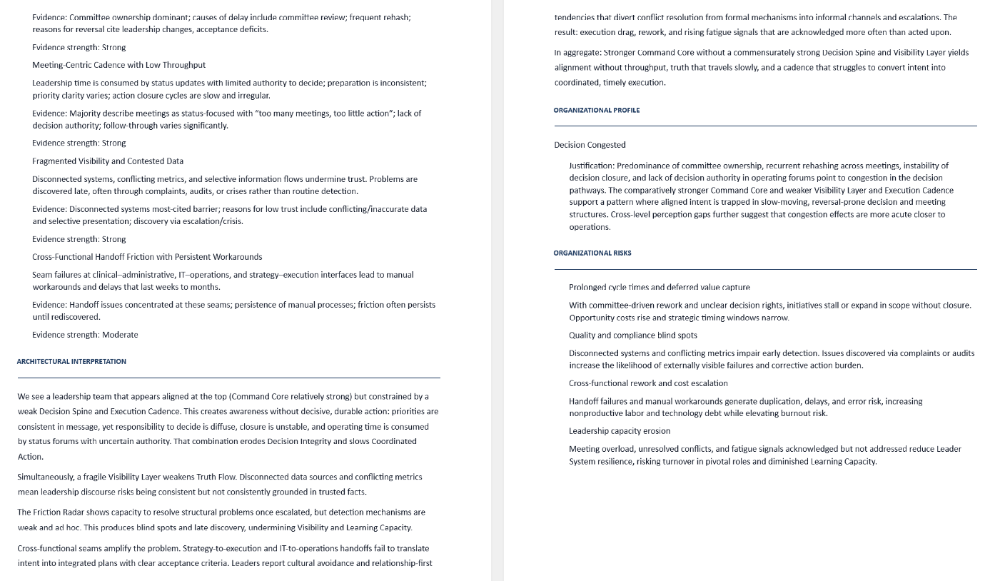 Evidence: Committee ownership dominant; causes of delay include committee review; frequent rehash;
reasons for reversal cite leadership changes, acceptance deficits.
Evidence strength: Strong
Meeting-Centric Cadence with Low Throughput
Leadership time is consumed by status updates with limited authority to decide; preparation is inconsistent;
priority clarity varies; action closure cycles are slow and irregular.
Evidence: Majority describe meetings as status-focused with “too many meetings, too little action”; lack of
decision authority; follow-through varies significantly.
Evidence strength: Strong
Fragmented Visibility and Contested Data
Disconnected systems, conflicting metrics, and selective information flows undermine trust. Problems are
discovered late, often through complaints, audits, or crises rather than routine detection.
Evidence: Disconnected systems most-cited barrier; reasons for low trust include conflicting/inaccurate data
and selective presentation; discovery via escalation/crisis.
Evidence strength: Strong
Cross-Functional Handoff Friction with Persistent Workarounds
Seam failures at clinical–administrative, IT–operations, and strategy–execution interfaces lead to manual
workarounds and delays that last weeks to months.
Evidence: Handoff issues concentrated at these seams; persistence of manual processes; friction often persists
until rediscovered.
Evidence strength: Moderate
ARCHITECTURAL INTERPRETATION
We see a leadership team that appears aligned at the top (Command Core relatively strong) but constrained by a
weak Decision Spine and Execution Cadence. This creates awareness without decisive, durable action: priorities are
consistent in message, yet responsibility to decide is diffuse, closure is unstable, and operating time is consumed
by status forums with uncertain authority. That combination erodes Decision Integrity and slows Coordinated
Action.
Simultaneously, a fragile Visibility Layer weakens Truth Flow. Disconnected data sources and conflicting metrics
mean leadership discourse risks being consistent but not consistently grounded in trusted facts.
The Friction Radar shows capacity to resolve structural problems once escalated, but detection mechanisms are
weak and ad hoc. This produces blind spots and late discovery, undermining Visibility and Learning Capacity.
Cross-functional seams amplify the problem. Strategy-to-execution and IT-to-operations handoffs fail to translate
intent into integrated plans with clear acceptance criteria. Leaders report cultural avoidance and relationship-first
tendencies that divert conflict resolution from formal mechanisms into informal channels and escalations. The
result: execution drag, rework, and rising fatigue signals that are acknowledged more often than acted upon.
In aggregate: Stronger Command Core without a commensurately strong Decision Spine and Visibility Layer yields
alignment without throughput, truth that travels slowly, and a cadence that struggles to convert intent into
coordinated, timely execution.
ORGANIZATIONAL PROFILE
Decision Congested
Justification: Predominance of committee ownership, recurrent rehashing across meetings, instability of
decision closure, and lack of decision authority in operating forums point to congestion in the decision
pathways. The comparatively stronger Command Core and weaker Visibility Layer and Execution Cadence
support a pattern where aligned intent is trapped in slow-moving, reversal-prone decision and meeting
structures. Cross-level perception gaps further suggest that congestion effects are more acute closer to
operations.
ORGANIZATIONAL RISKS
Prolonged cycle times and deferred value capture
With committee-driven rework and unclear decision rights, initiatives stall or expand in scope without closure.
Opportunity costs rise and strategic timing windows narrow.
Quality and compliance blind spots
Disconnected systems and conflicting metrics impair early detection. Issues discovered via complaints or audits
increase the likelihood of externally visible failures and corrective action burden.
Cross-functional rework and cost escalation
Handoff failures and manual workarounds generate duplication, delays, and error risk, increasing
nonproductive labor and technology debt while elevating burnout risk.
Leadership capacity erosion
Meeting overload, unresolved conflicts, and fatigue signals acknowledged but not addressed reduce Leader
System resilience, risking turnover in pivotal roles and diminished Learning Capacity.